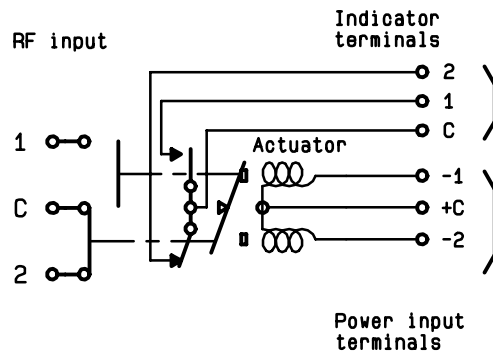 RF input
Indicator
terminals
2
1
C
Actuator
1
C
2
-1
+C
-2
Power input
terminals